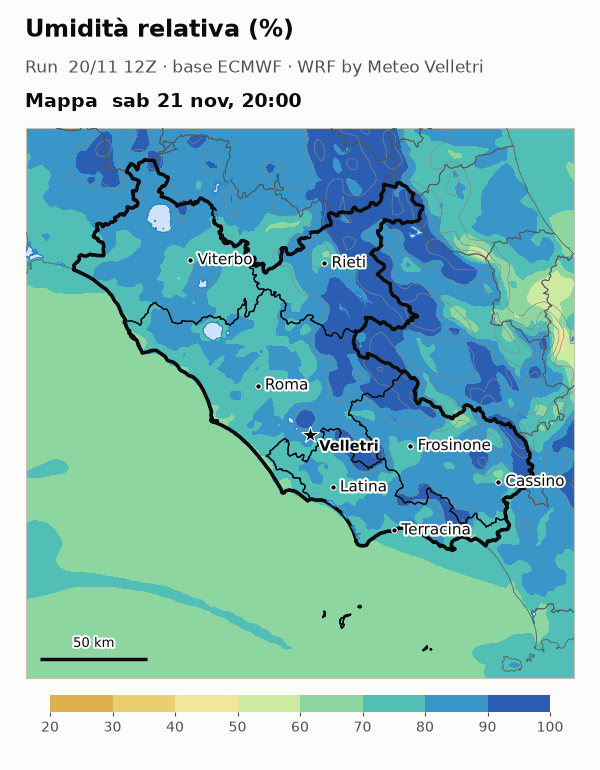 Umidità relativa (%)
Run  20/11 12Z · base ECMWF · WRF by Meteo Velletri
Mappa  sab 21 nov, 20:00
Viterbo
Rieti
Roma
Velletri
Frosinone
Cassino
Latina
Terracina
50 km
20 30 40 50 60 70 80 90 100